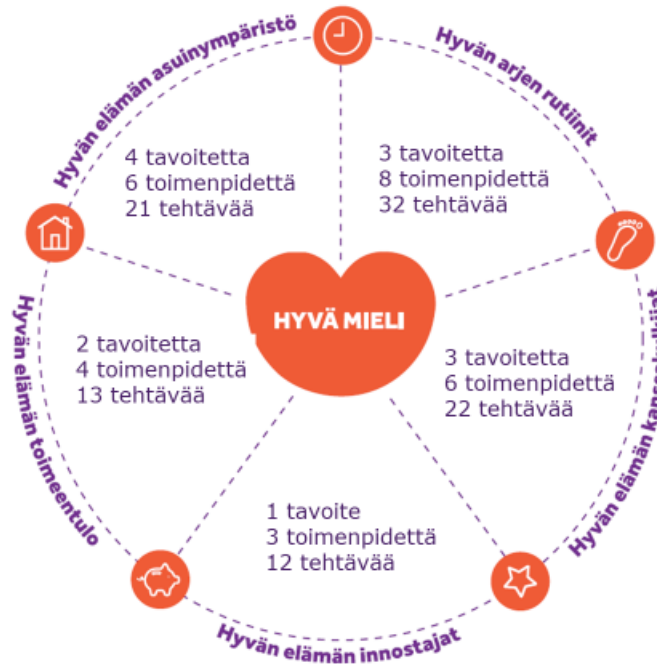 Hyvän elämän asuinympäristö
Hyvän arjen rutiinit
4 tavoitetta
6 toimenpidettä
21 tehtävää
3 tavoitetta
8 toimenpidettä
32 tehtävää
HYVÄ MIELI
Hyvän elämän toimeentulo
2 tavoitetta
4 toimenpidettä
13 tehtävää
3 tavoitetta
6 toimenpidettä
22 tehtävää
Hyvän elämän
1 tavoite
3 toimenpidettä
12 tehtävää
Hyvän elämän innostajat